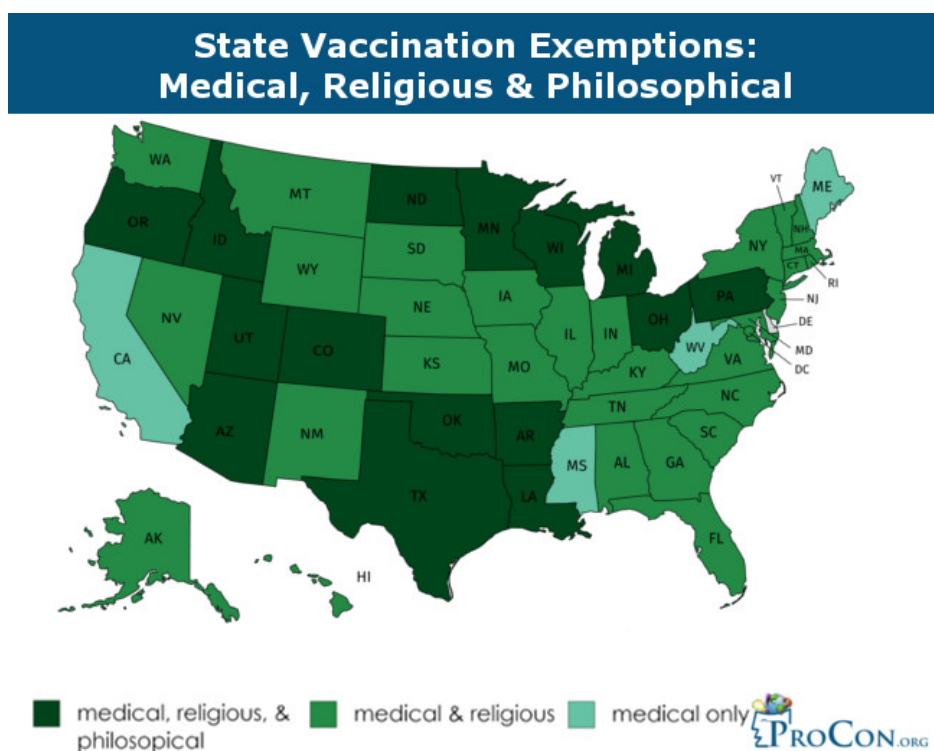 State Vaccination Exemptions:
Medical, Religious & Philosophical
WA
MT
ND
MN
WI
MI
VT
ME
NH
OR
ID
SD
NY
MA
WY
CT
RI
IA
NE
PA
NJ
NV
IL
IN
OH
DE
UT
CO
WV
MD
CA
KS
MO
VA
DC
KY
NC
TN
AZ
NM
OK
AR
SC
MS
AL
GA
TX
LA
FL
AK
HI
medical, religious, &
philosopical
medical & religious
medical only
PROCON.ORG